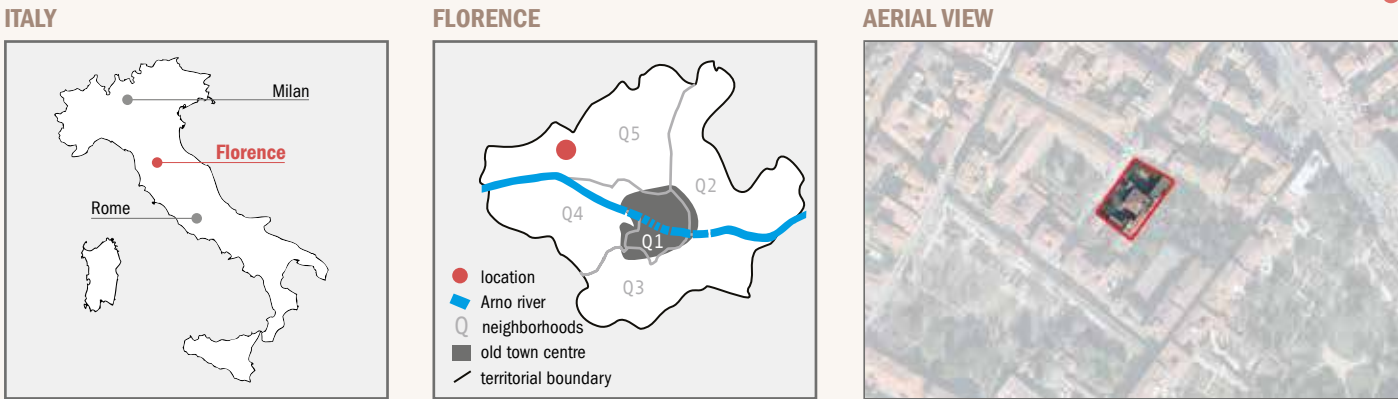 ITALY
Milan
Florence
Rome
FLORENCE
Q5
Q2
Q4
Q1
Q3
location
Arno river
Q neighborhoods
old town centre
territorial boundary
AERIAL VIEW